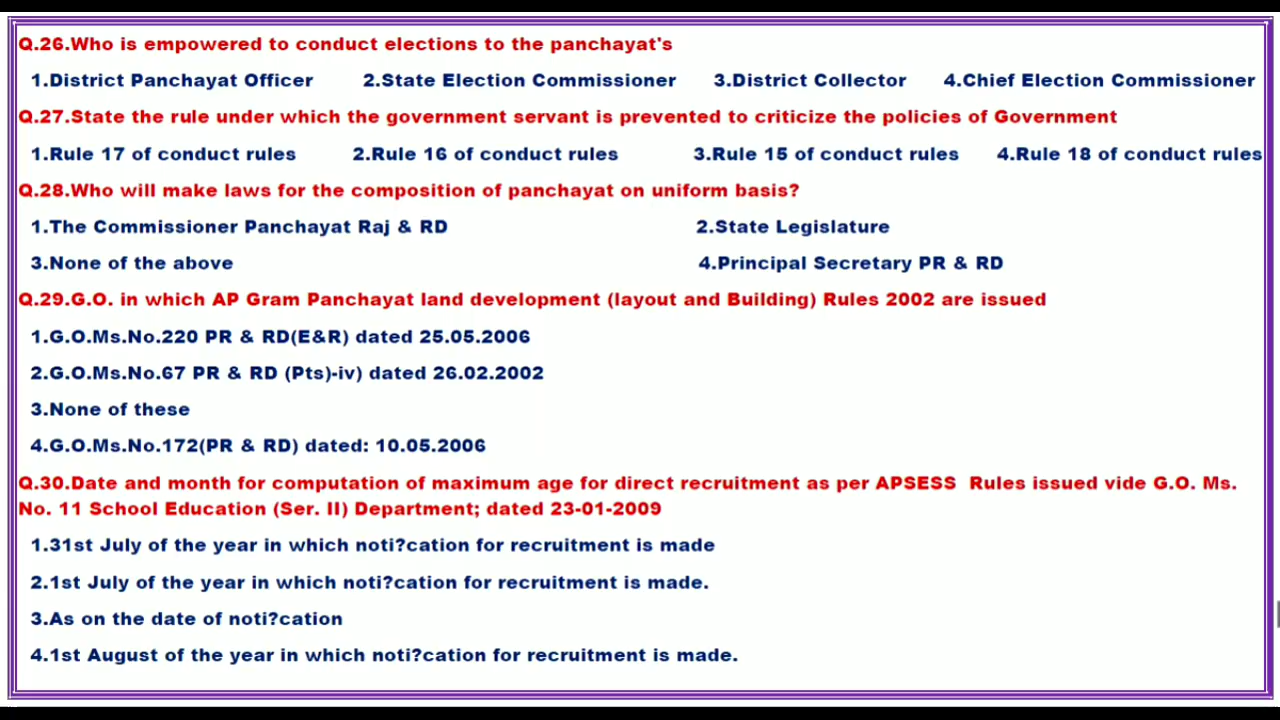 Q.26.Who is empowered to conduct elections to the panchayat's
1.District Panchayat Officer 2.State Election Commissioner 3.District Collector 4.Chief Election Commissioner
Q.27.State the rule under which the government servant is prevented to criticize the policies of Government
1.Rule 17 of conduct rules 2.Rule 16 of conduct rules 3.Rule 15 of conduct rules 4.Rule 18 of conduct rules
Q.28.Who will make laws for the composition of panchayat on uniform basis?
1.The Commissioner Panchayat Raj & RD 2.State Legislature
3.None of the above 4.Principal Secretary PR & RD
Q.29.G.O. in which AP Gram Panchayat land development (layout and Building) Rules 2002 are issued
1.G.O.Ms.No.220 PR & RD(E&R) dated 25.05.2006
2.G.O.Ms.No.67 PR & RD (Pts)-iv) dated 26.02.2002
3.None of these
4.G.O.Ms.No.172(PR & RD) dated: 10.05.2006
Q.30.Date and month for computation of maximum age for direct recruitment as per APSESS Rules issued vide G.O. Ms.
No. 11 School Education (Ser. II) Department; dated 23-01-2009
1.31st July of the year in which noti?cation for recruitment is made
2.1st July of the year in which noti?cation for recruitment is made.
3.As on the date of noti?cation
4.1st August of the year in which noti?cation for recruitment is made.